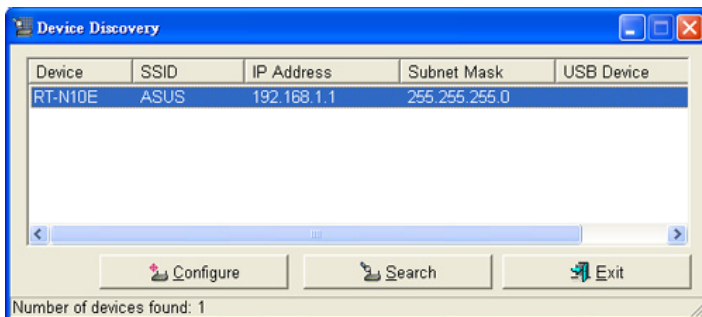 Device Discovery
Device SSID IP Address Subnet Mask USB Device
RT-N10E ASUS 192.168.1.1 255.255.255.0
Configure Search Exit
Number of devices found: 1